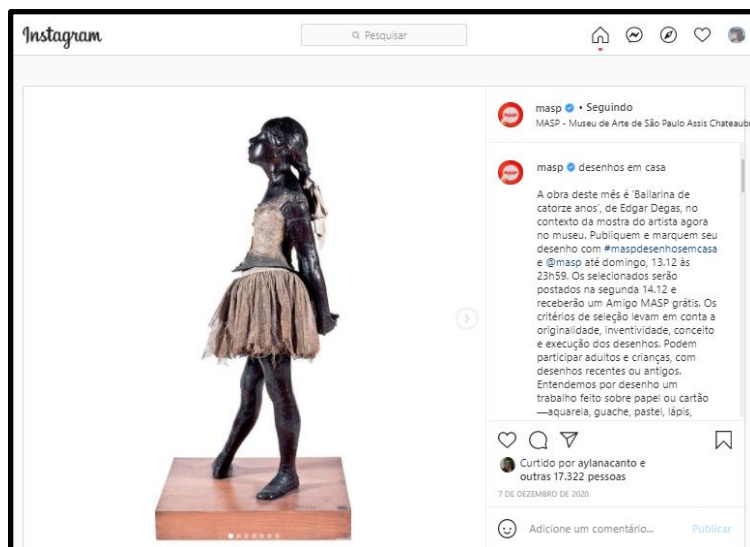 Instagram
Pesquisar
masp • Seguindo
MASP - Museu de Arte de São Paulo Assis Chateaub
masp desenhos em casa
A obra deste mês é 'Bailarina de
catorze anos', de Edgar Degas, no
contexto da mostra do artista agora
no museu. Publiquem e marquem seu
desenho com #maspdesenhosemcasa
e @masp até domingo, 13.12 às
23h59. Os selecionados serão
postados na segunda 14.12 e
receberão um Amigo MASP grátis. Os
critérios de seleção levam em conta a
originalidade, inventividade, conceito
e execução dos desenhos. Podem
participar adultos e crianças, com
desenhos recentes ou antigos.
Entendemos por desenho um
trabalho feito sobre papel ou cartão
—aquarela, guache, pastel, lápis,
Curtido por aylanacanto e
outras 17.322 pessoas
7 DE DEZEMBRO DE 2020
Adicione um comentário... Publicar